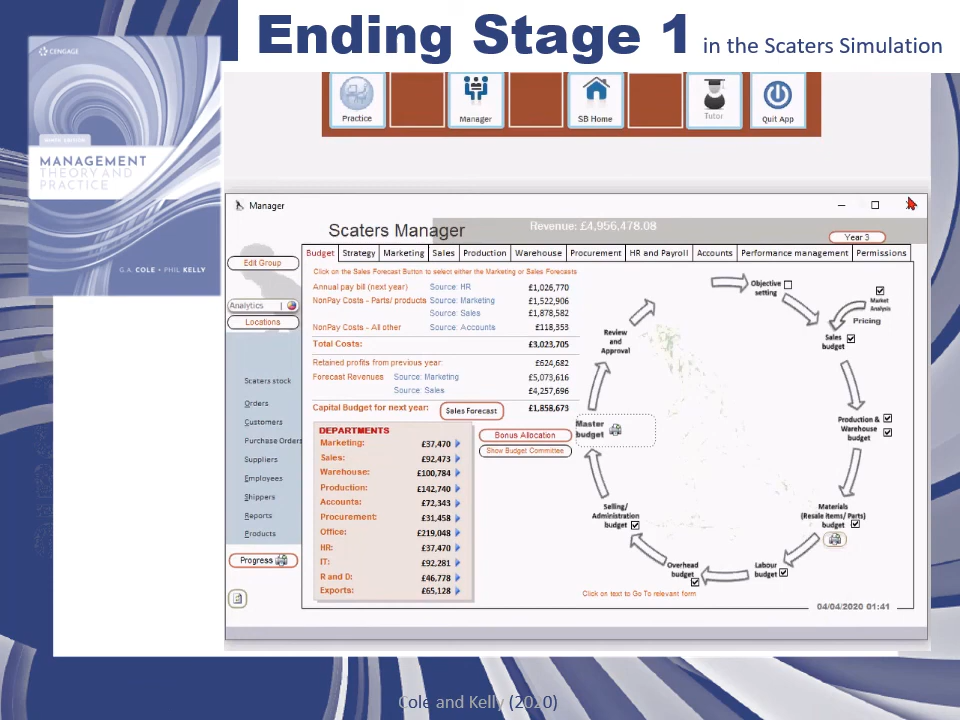 Ending Stage 1 in the Scaters Simulation
CENGAGE
NINTH EDITION
MANAGEMENT
THEORY AND
PRACTICE
G.A. COLE • PHIL KELLY
Practice
Manager
SB Home
Tutor
Quit App
Manager
Scaters Manager
Revenue: £4,956,478.08
Year 3
Edit Group
Analytics
Locations
Scaters stock
Orders
Customers
Purchase Orders
Suppliers
Employees
Shippers
Reports
Products
Progress
Budget Strategy Marketing Sales Production Warehouse Procurement HR and Payroll Accounts Performance management Permissions
Click on the Sales Forecast Button to select either the Marketing or Sales Forecasts
Annual pay bill (next year) Source: HR £1,026,770
NonPay Costs - Parts/ products Source: Marketing £1,522,906
Source: Sales £1,878,582
NonPay Costs - All other Source: Accounts £118,353
Total Costs: £3,023,705
Retained profits from previous year: £624,682
Forecast Revenues Source: Marketing £5,073,616
Source: Sales £4,257,696
Capital Budget for next year: Sales Forecast £1,858,673
DEPARTMENTS
Marketing: £37,470
Sales: £92,473
Warehouse: £100,784
Production: £142,740
Accounts: £72,343
Procurement: £31,458
Office: £219,048
HR: £37,470
IT: £92,281
R and D: £46,778
Exports: £65,128
Bonus Allocation
Show Budget Committee
Objective
setting
Market
Analysis
Pricing
Sales
budget
Production &
Warehouse
budget
Materials
(Resale items/ Parts)
budget
Labour
budget
Overhead
budget
Selling/
Administration
budget
Master
budget
Review
and
Approval
Click on text to Go To relevant form
04/04/2020 01:41
Cole and Kelly (2020)